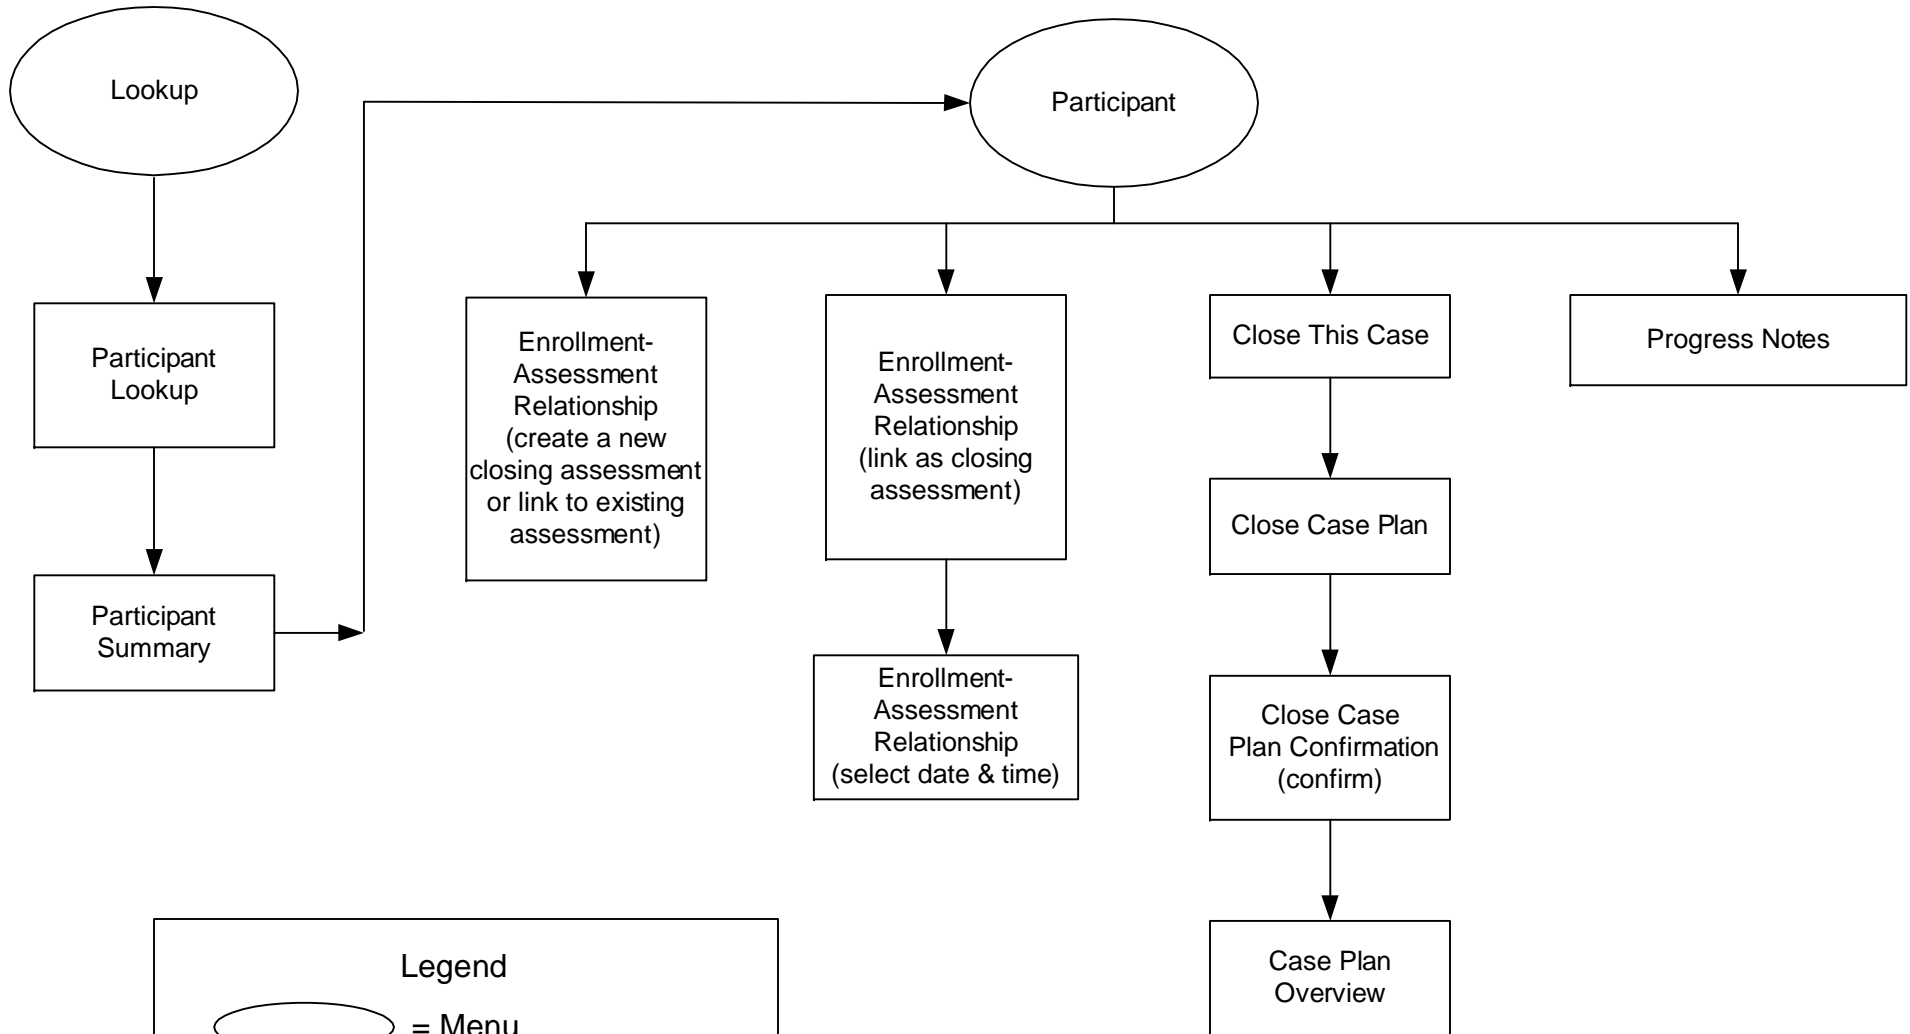 Lookup
Participant
Lookup
Participant
Summary
Participant
Enrollment-
Assessment
Relationship
(create a new
closing assessment
or link to existing
assessment)
Enrollment-
Assessment
Relationship
(link as closing
assessment)
Enrollment-
Assessment
Relationship
(select date & time)
Close This Case
Close Case Plan
Close Case
Plan Confirmation
(confirm)
Case Plan
Overview
Progress Notes
Legend
= Menu